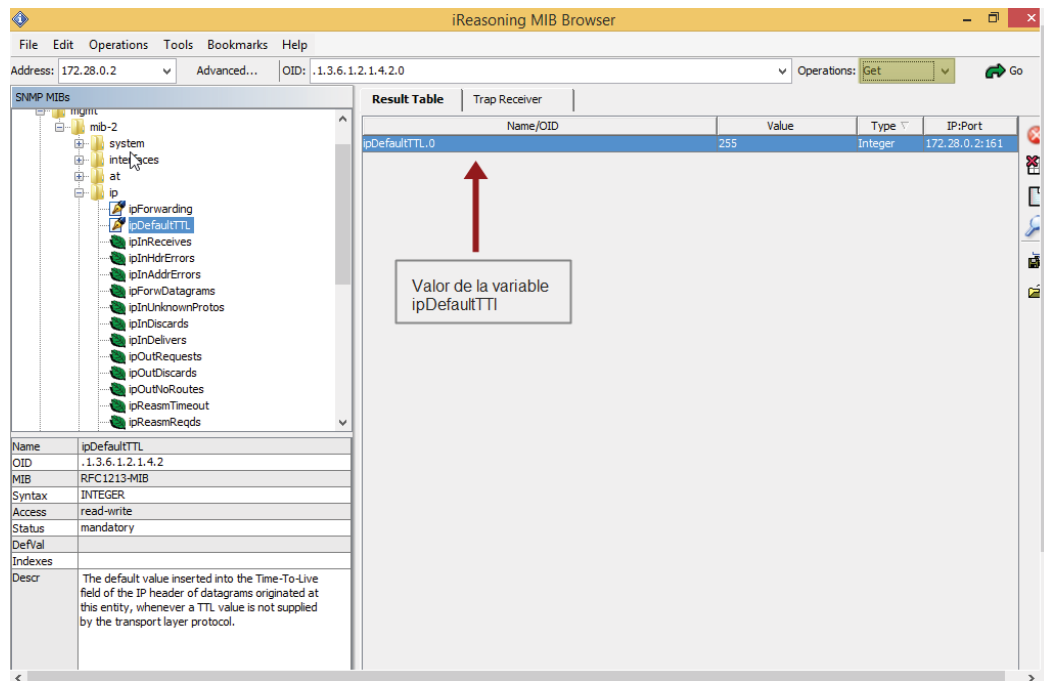 iReasoning MIB Browser
File Edit Operations Tools Bookmarks Help
Address: 172.28.0.2 Advanced... OID: .1.3.6.1.2.1.4.2.0 Operations: Get Go
SNMP MIBs
mgmt
mib-2
system
interfaces
at
ip
ipForwarding
ipDefaultTTL
ipInReceives
ipInHdrErrors
ipInAddrErrors
ipForwDatagrams
ipInUnknownProtos
ipInDiscards
ipInDelivers
ipOutRequests
ipOutDiscards
ipOutNoRoutes
ipReasmTimeout
ipReasmReqds
Name ipDefaultTTL
OID .1.3.6.1.2.1.4.2
MIB RFC1213-MIB
Syntax INTEGER
Access read-write
Status mandatory
DefVal
Indexes
Descr The default value inserted into the Time-To-Live
field of the IP header of datagrams originated at
this entity, whenever a TTL value is not supplied
by the transport layer protocol.
Result Table Trap Receiver
Name/OID Value Type IP:Port
ipDefaultTTL.0 255 Integer 172.28.0.2:161
Valor de la variable
ipDefaultTTl